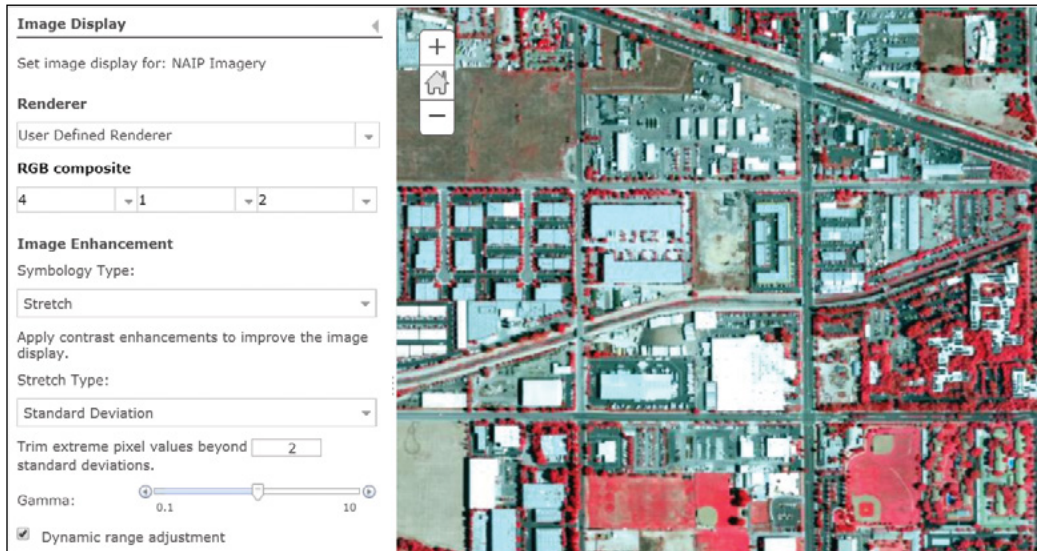 Image Display
Set image display for: NAIP Imagery
Renderer
User Defined Renderer
RGB composite
4 1 2
Image Enhancement
Symbology Type:
Stretch
Apply contrast enhancements to improve the image
display.
Stretch Type:
Standard Deviation
Trim extreme pixel values beyond 2
standard deviations.
Gamma:
0.1 10
Dynamic range adjustment
+
−